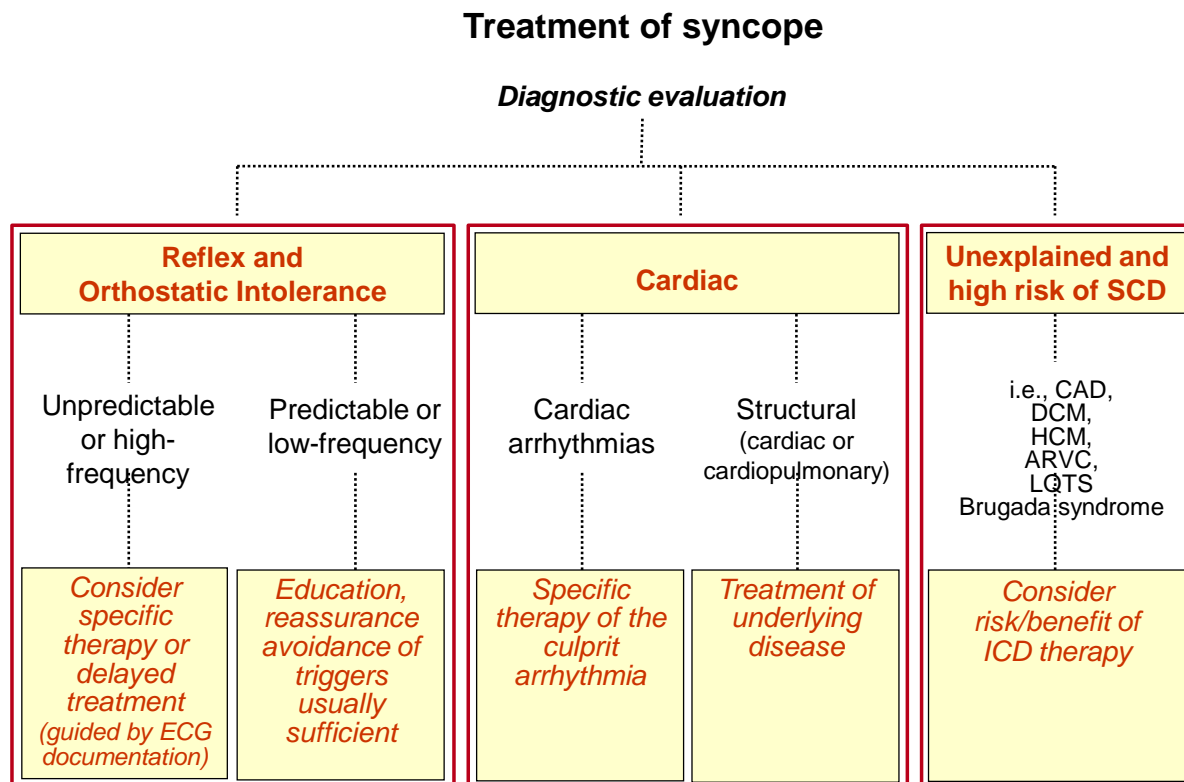 Treatment of syncope
Diagnostic evaluation
Reflex and
Orthostatic Intolerance
Unpredictable
or high-
frequency
Predictable or
low-frequency
Consider
specific
therapy or
delayed
treatment
(guided by ECG
documentation)
Education,
reassurance
avoidance of
triggers
usually
sufficient
Cardiac
Cardiac
arrhythmias
Structural
(cardiac or
cardiopulmonary)
Specific
therapy of the
culprit
arrhythmia
Treatment of
underlying
disease
Unexplained and
high risk of SCD
i.e., CAD,
DCM,
HCM,
ARVC,
LQTS
Brugada syndrome
Consider
risk/benefit of
ICD therapy